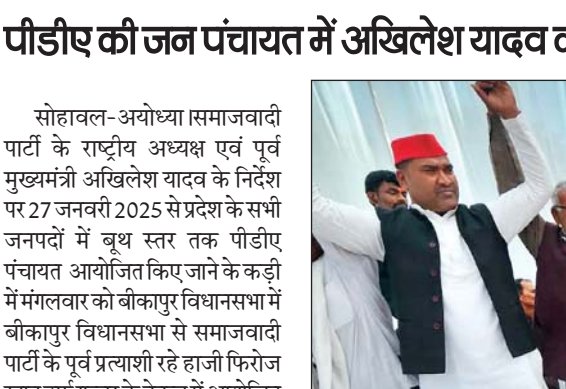 पीडीए की जन पंचायत में अखिलेश यादव
सोहावल-अयोध्या।समाजवादी
पार्टी के राष्ट्रीय अध्यक्ष एवं पूर्व
मुख्यमंत्री अखिलेश यादव के निर्देश
पर 27 जनवरी 2025 से प्रदेश के सभी
जनपदों में बूथ स्तर तक पीडीए
पंचायत आयोजित किए जाने के कड़ी
में मंगलवार को बीकापुर विधानसभा में
बीकापुर विधानसभा से समाजवादी
पार्टी के पूर्व प्रत्याशी रहे हाजी फिरोज